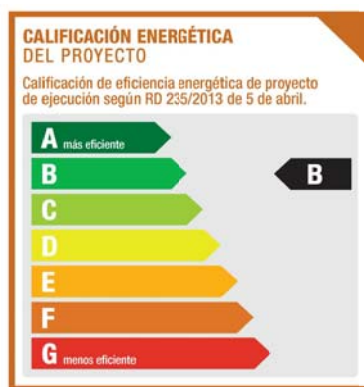 CALIFICACIÓN ENERGÉTICA
DEL PROYECTO
Calificación de eficiencia energética de proyecto
de ejecución según RD 235/2013 de 5 de abril.
A más eficiente
B B
C
D
E
F
G menos eficiente